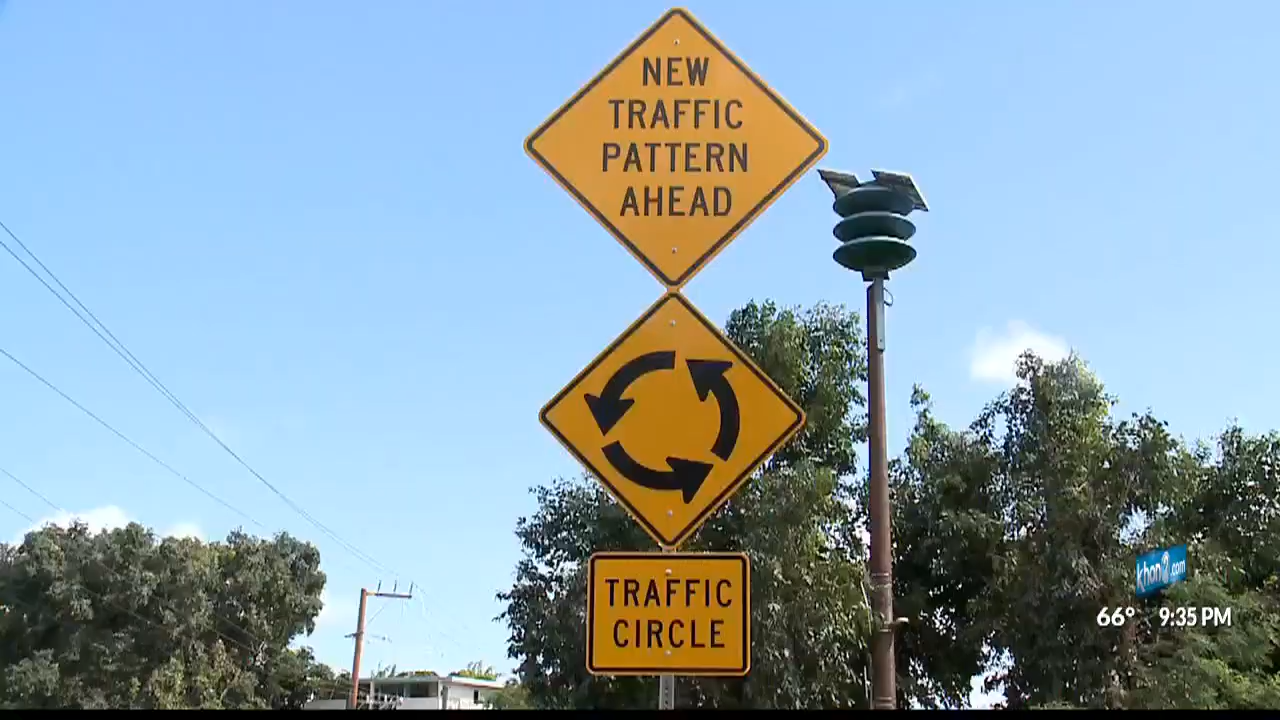 NEW
TRAFFIC
PATTERN
AHEAD
TRAFFIC
CIRCLE
khon2.com
66° 9:35 PM